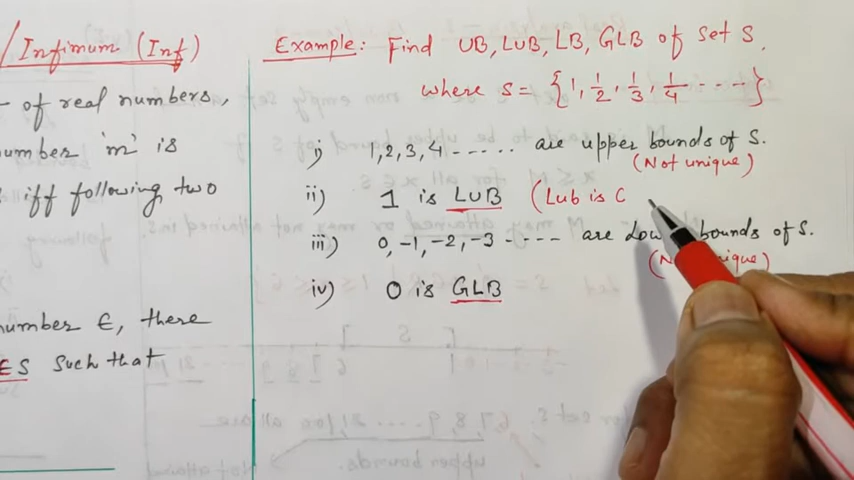 /Infimum (Inf)
of real numbers,
number 'm' is
iff following two
number ϵ, there
ES such that
Example: Find UB, LUB, LB, GLB of Set S.
where S = {1, 1/2, 1/3, 1/4 ---}
i) 1, 2, 3, 4 ..... are upper bounds of S.
(Not unique)
ii) 1 is LUB (Lub is C
iii) 0, -1, -2, -3 ---- are Low bounds of S.
(N ique)
iv) 0 is GLB